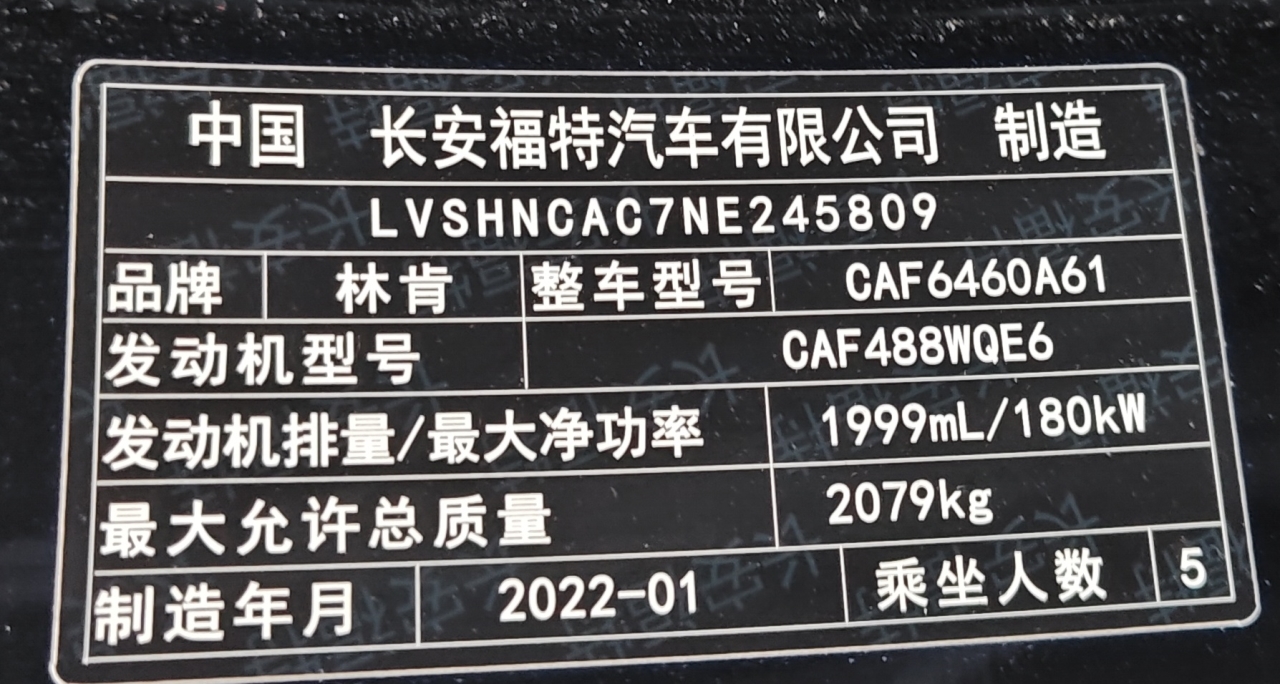 中国 长安福特汽车有限公司 制造
LVSHNCAC7NE245809
品牌 林肯 整车型号 CAF6460A61
发动机型号 CAF488WQE6
发动机排量/最大净功率 1999mL/180kW
最大允许总质量 2079kg
制造年月 2022-01 乘坐人数 5